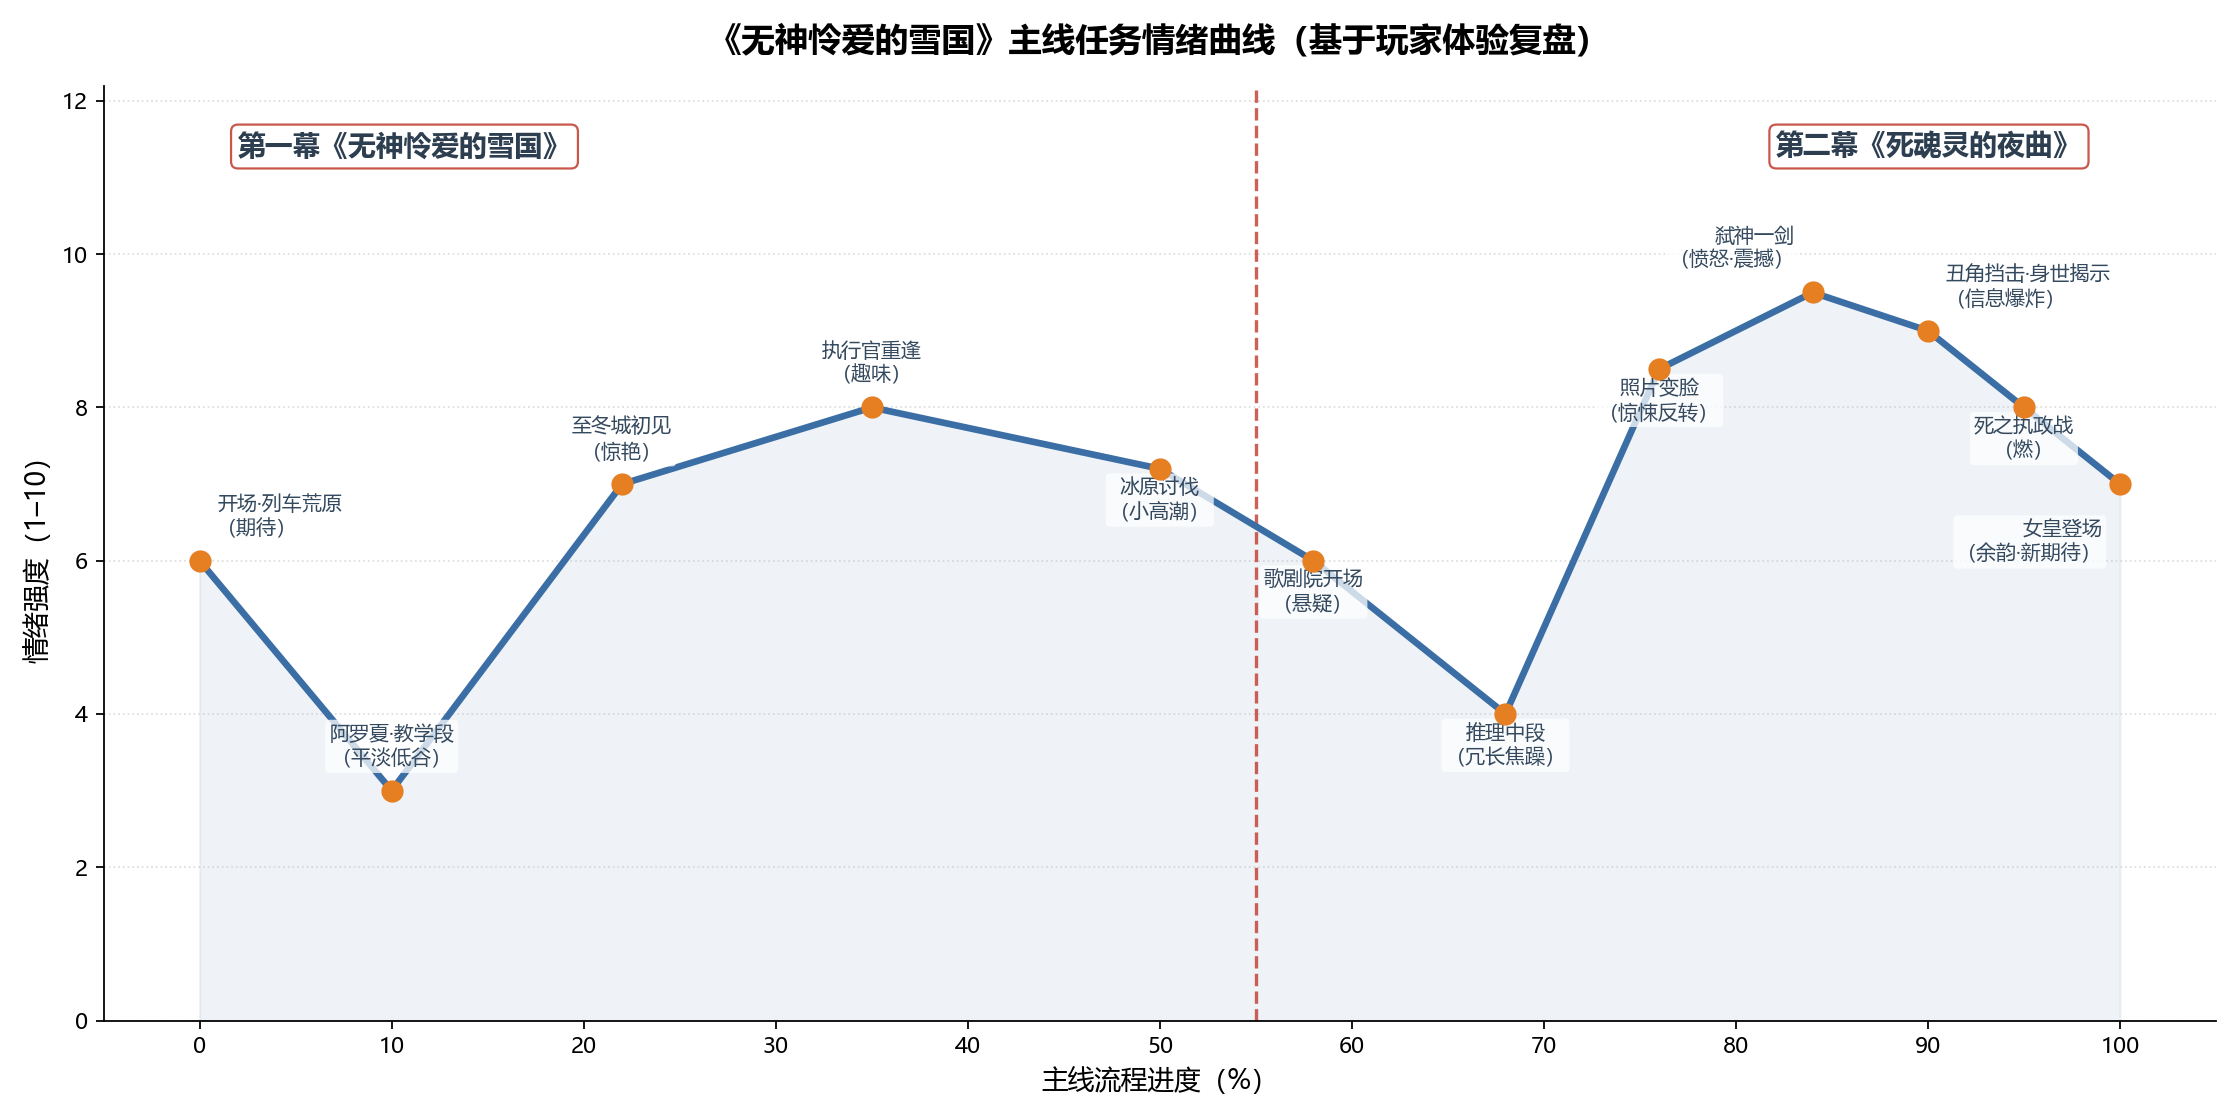 《无神怜爱的雪国》主线任务情绪曲线（基于玩家体验复盘）
第一幕《无神怜爱的雪国》
第二幕《死魂灵的夜曲》
情绪强度（1—10）
12
10
8
6
4
2
0
开场·列车荒原
（期待）
阿罗夏·教学段
（平淡低谷）
至冬城初见
（惊艳）
执行官重逢
（趣味）
冰原讨伐
（小高潮）
歌剧院开场
（悬疑）
推理中段
（冗长焦躁）
照片变脸
（惊悚反转）
弑神一剑
（愤怒·震撼）
丑角挡击·身世揭示
（信息爆炸）
死之执政战
（燃）
女皇登场
（余韵·新期待）
0
10
20
30
40
50
60
70
80
90
100
主线流程进度（%）